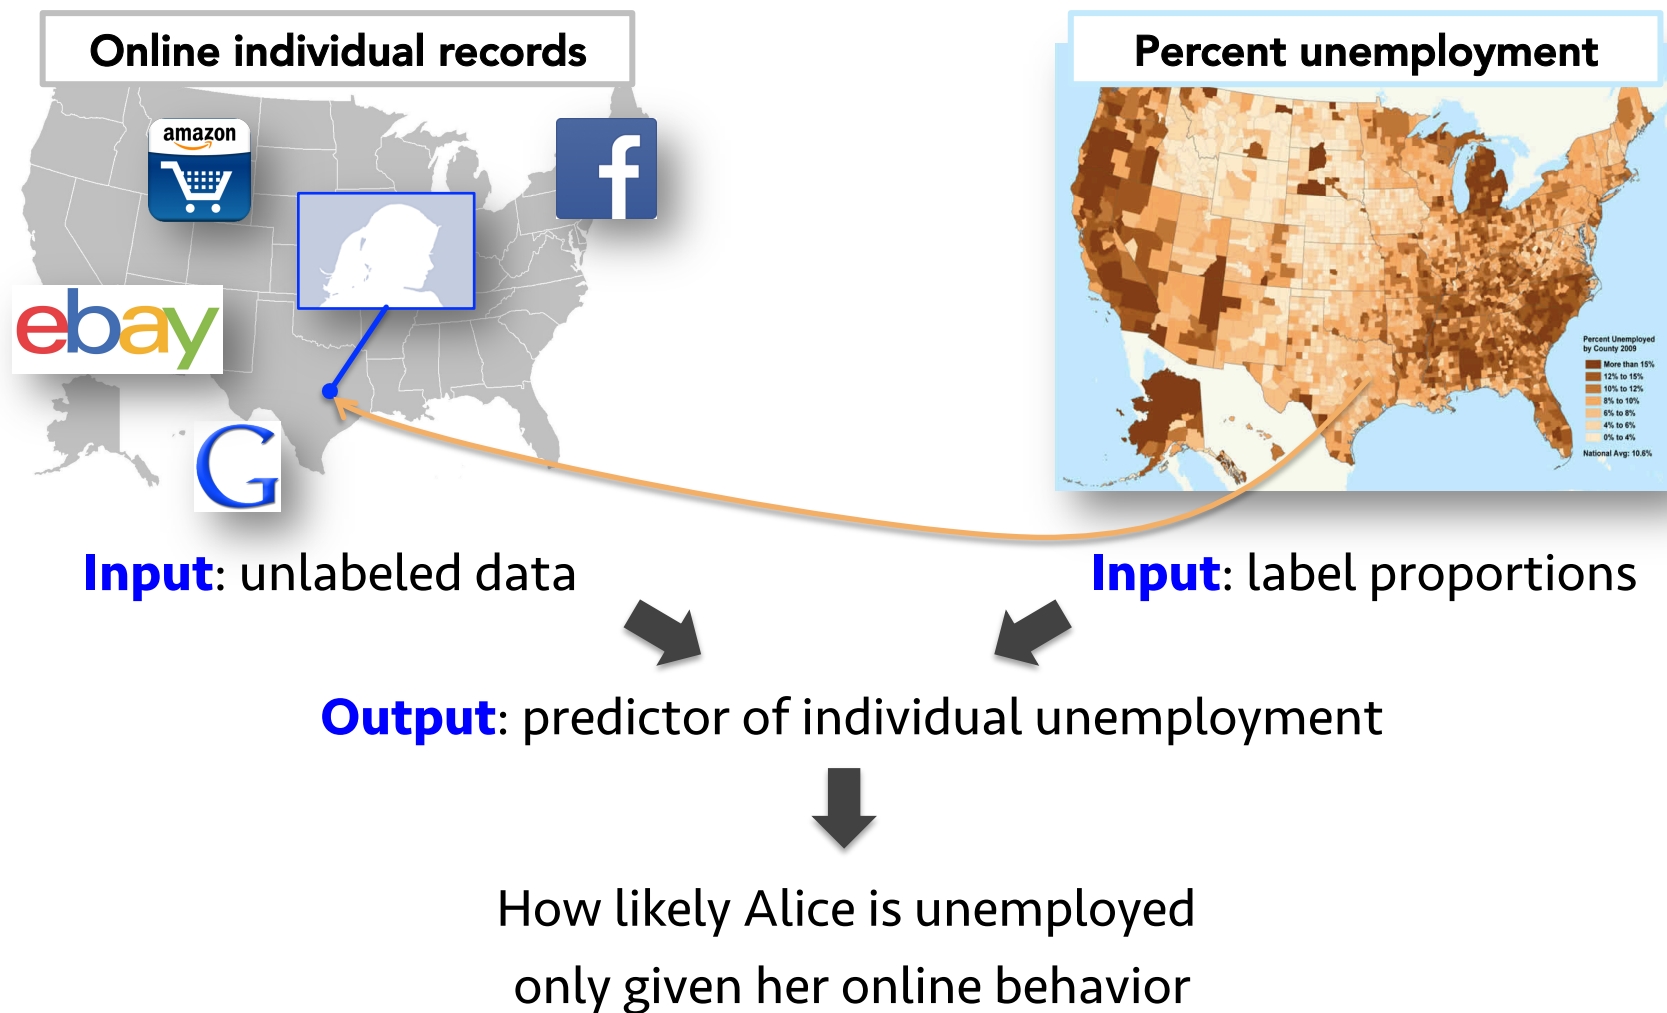 Online individual records
Percent unemployment
amazon
f
ebay
G
Percent Unemployed
by County 2009
More than 15%
12% to 15%
10% to 12%
8% to 10%
6% to 8%
4% to 6%
0% to 4%
National Avg: 10.6%
Input: unlabeled data
Input: label proportions
Output: predictor of individual unemployment
How likely Alice is unemployed
only given her online behavior